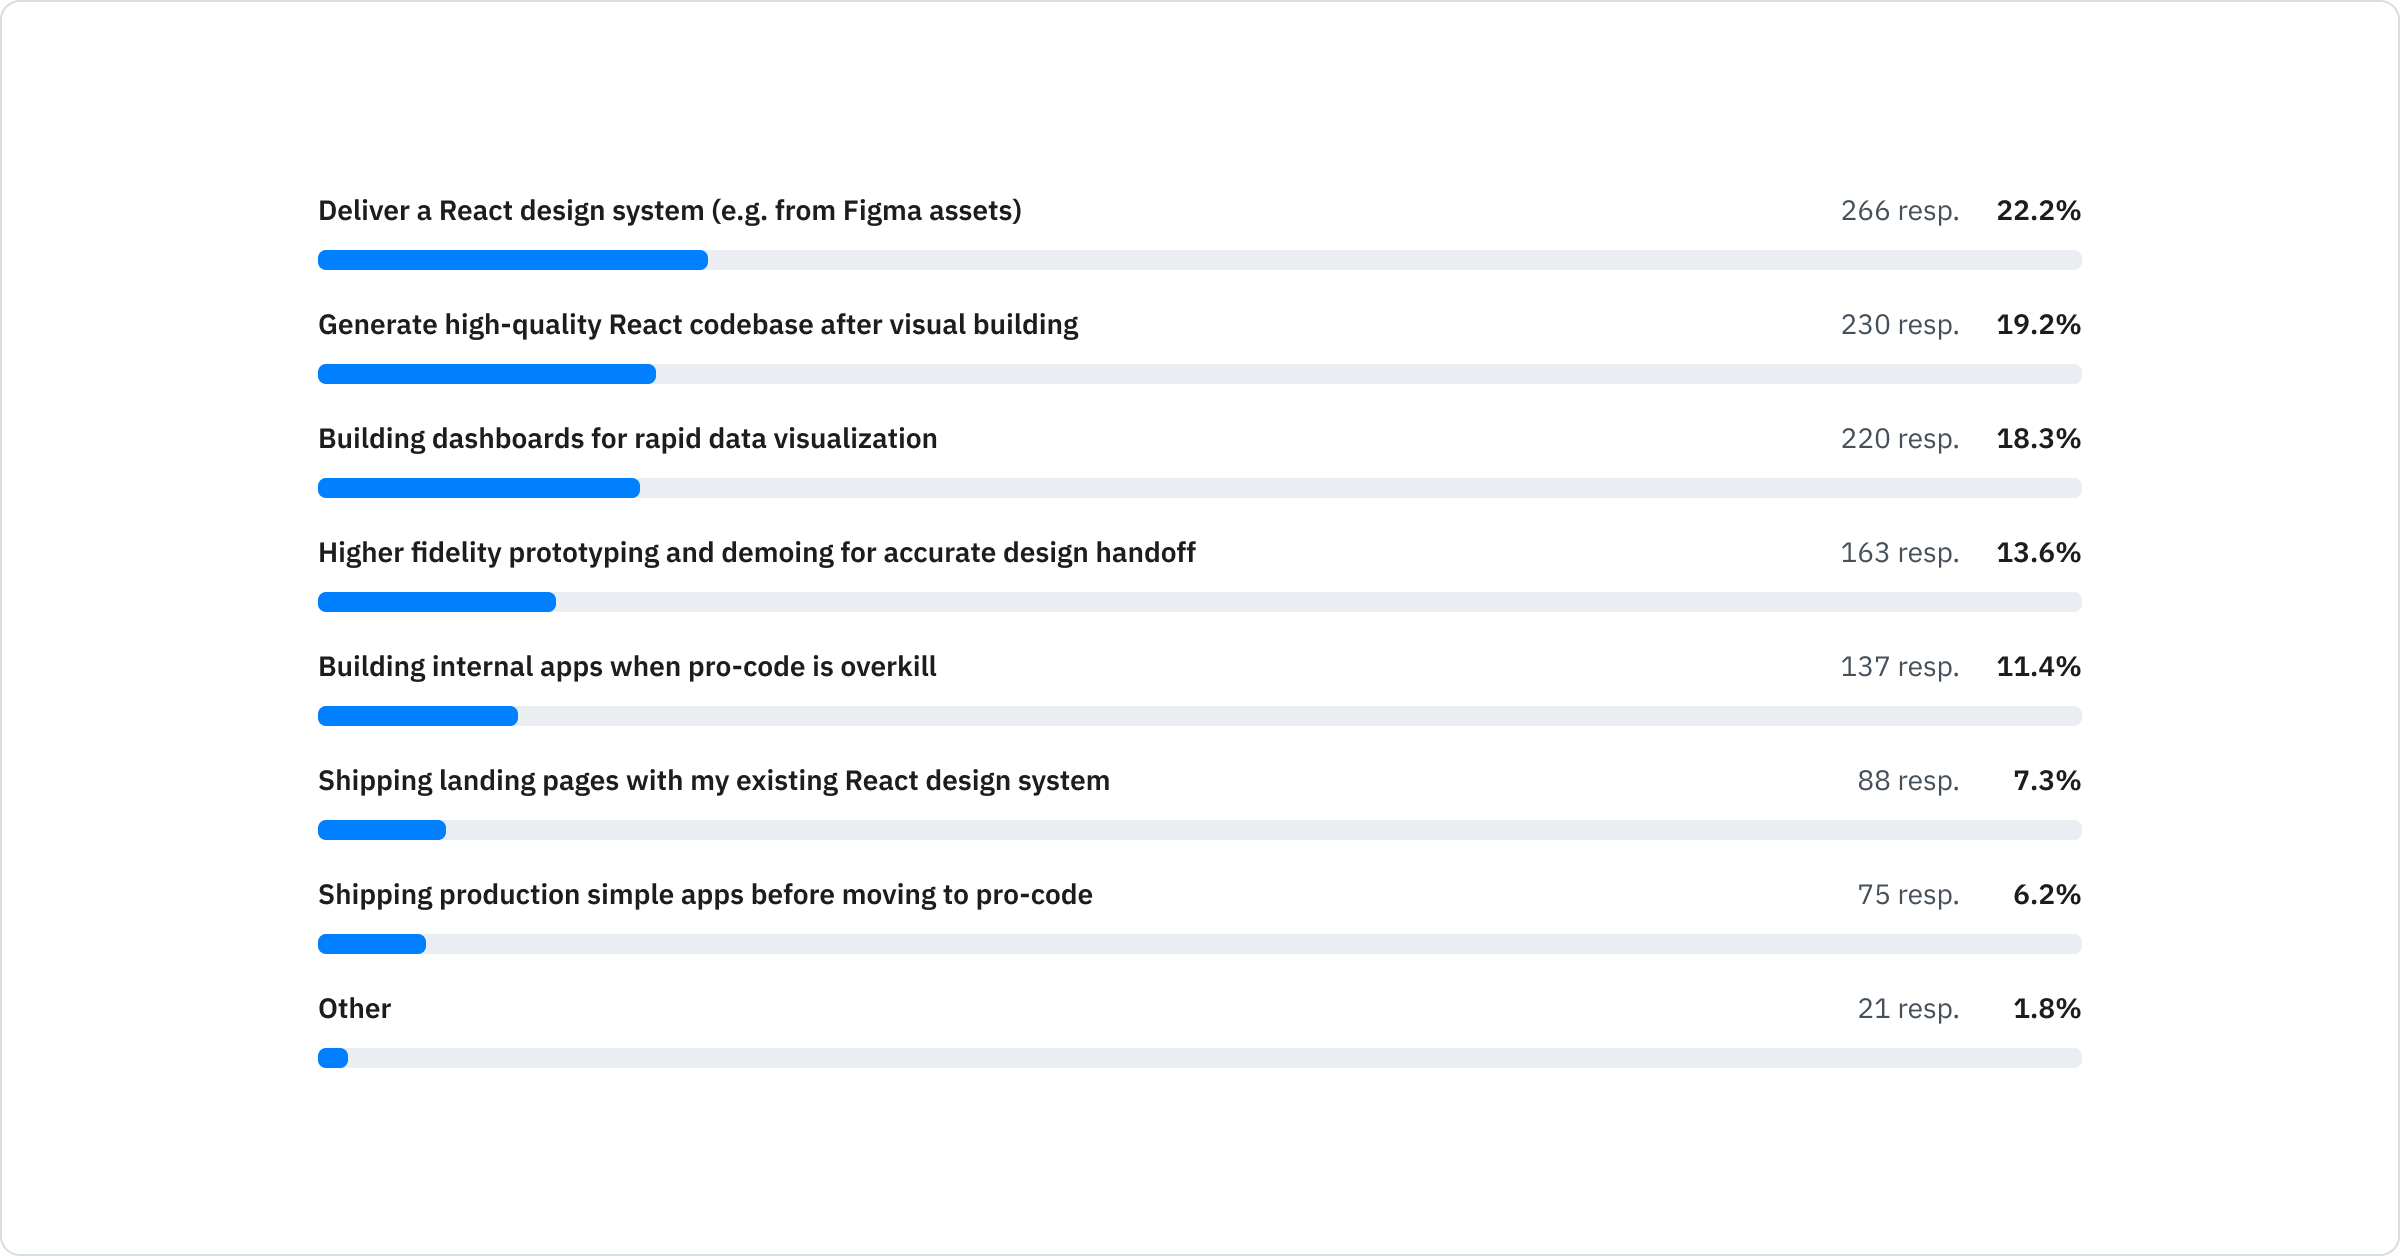 Deliver a React design system (e.g. from Figma assets) 266 resp. 22.2%
Generate high-quality React codebase after visual building 230 resp. 19.2%
Building dashboards for rapid data visualization 220 resp. 18.3%
Higher fidelity prototyping and demoing for accurate design handoff 163 resp. 13.6%
Building internal apps when pro-code is overkill 137 resp. 11.4%
Shipping landing pages with my existing React design system 88 resp. 7.3%
Shipping production simple apps before moving to pro-code 75 resp. 6.2%
Other 21 resp. 1.8%